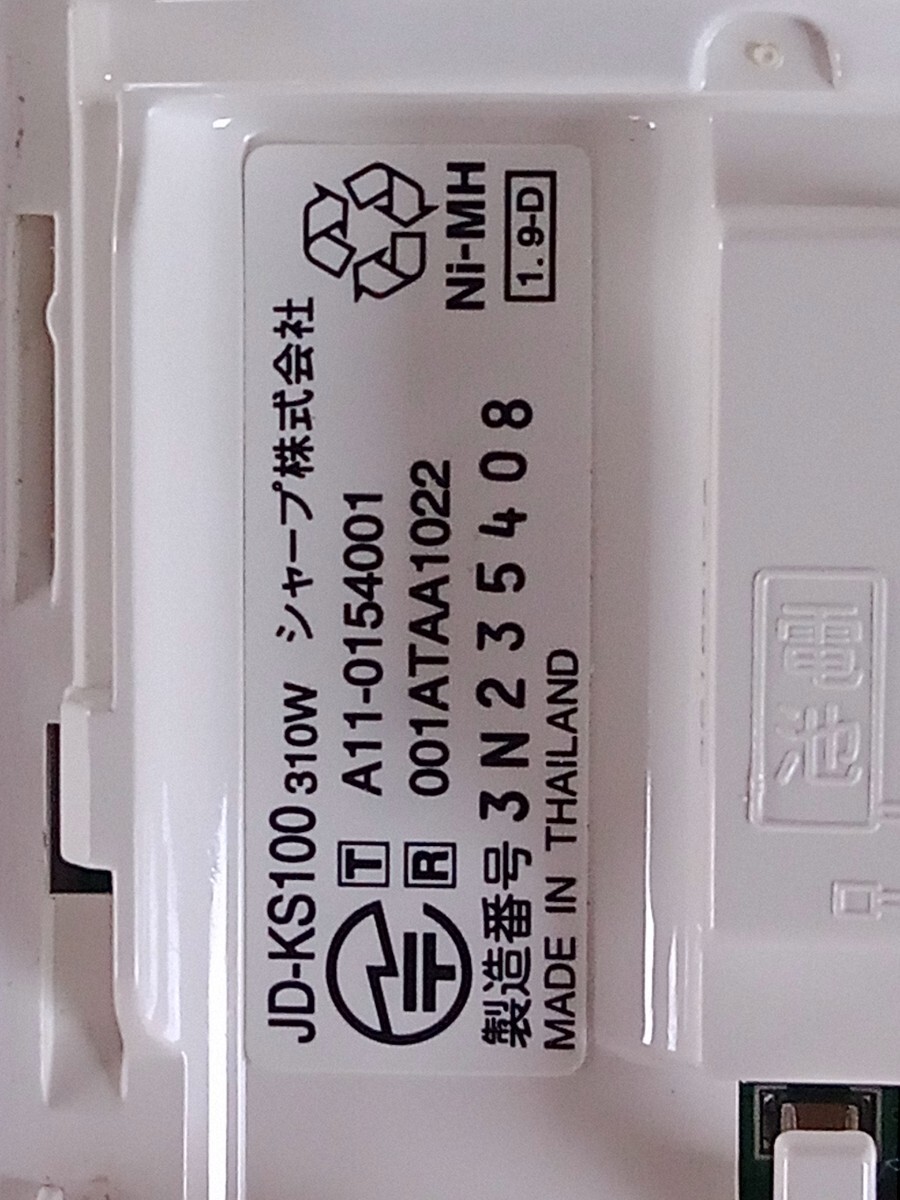 JD-KS100 310W シャープ株式会社
T A11-0154001
R 001ATAA1022
製造番号 3N235408
MADE IN THAILAND
Ni-MH
1.9-D
電池